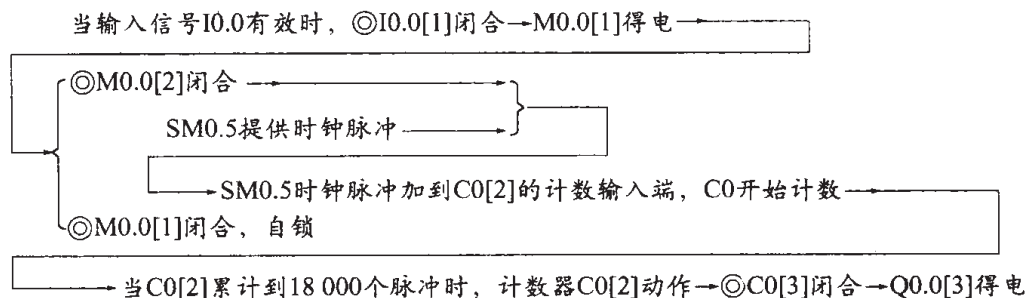 当输入信号I0.0有效时，◎I0.0[1]闭合→M0.0[1]得电
◎M0.0[2]闭合
SM0.5提供时钟脉冲
SM0.5时钟脉冲加到C0[2]的计数输入端，C0开始计数
◎M0.0[1]闭合，自锁
当C0[2]累计到18 000个脉冲时，计数器C0[2]动作→◎C0[3]闭合→Q0.0[3]得电